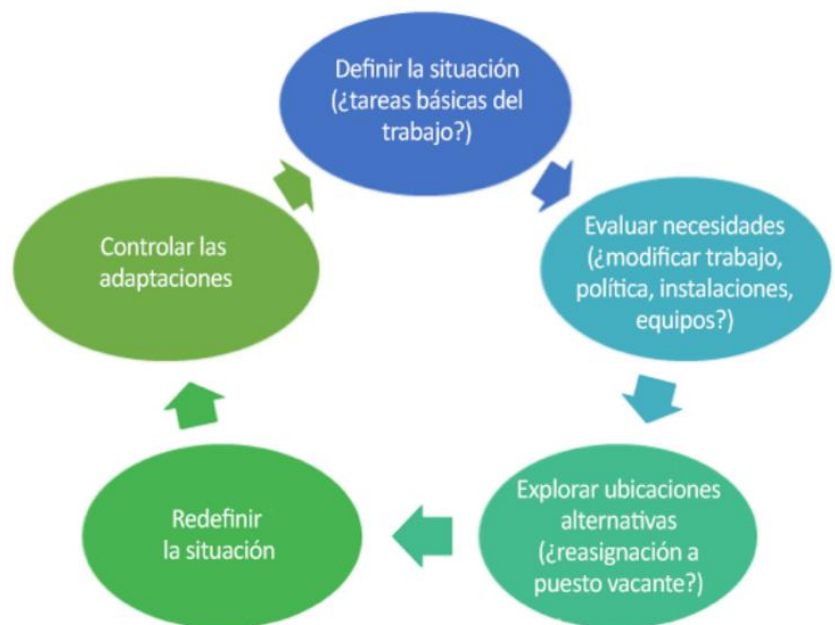 Definir la situación
(¿tareas básicas del
trabajo?)
Evaluar necesidades
(¿modificar trabajo,
política, instalaciones,
equipos?)
Explorar ubicaciones
alternativas
(¿reasignación a
puesto vacante?)
Redefinir
la situación
Controlar las
adaptaciones